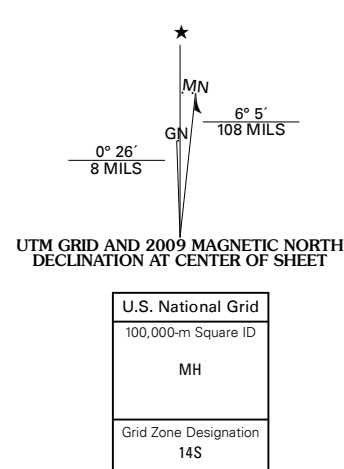 ★
MN
6° 5´
108 MILS
GN
0° 26´
8 MILS
UTM GRID AND 2009 MAGNETIC NORTH
DECLINATION AT CENTER OF SHEET
U.S. National Grid
100,000-m Square ID
MH
Grid Zone Designation
14S